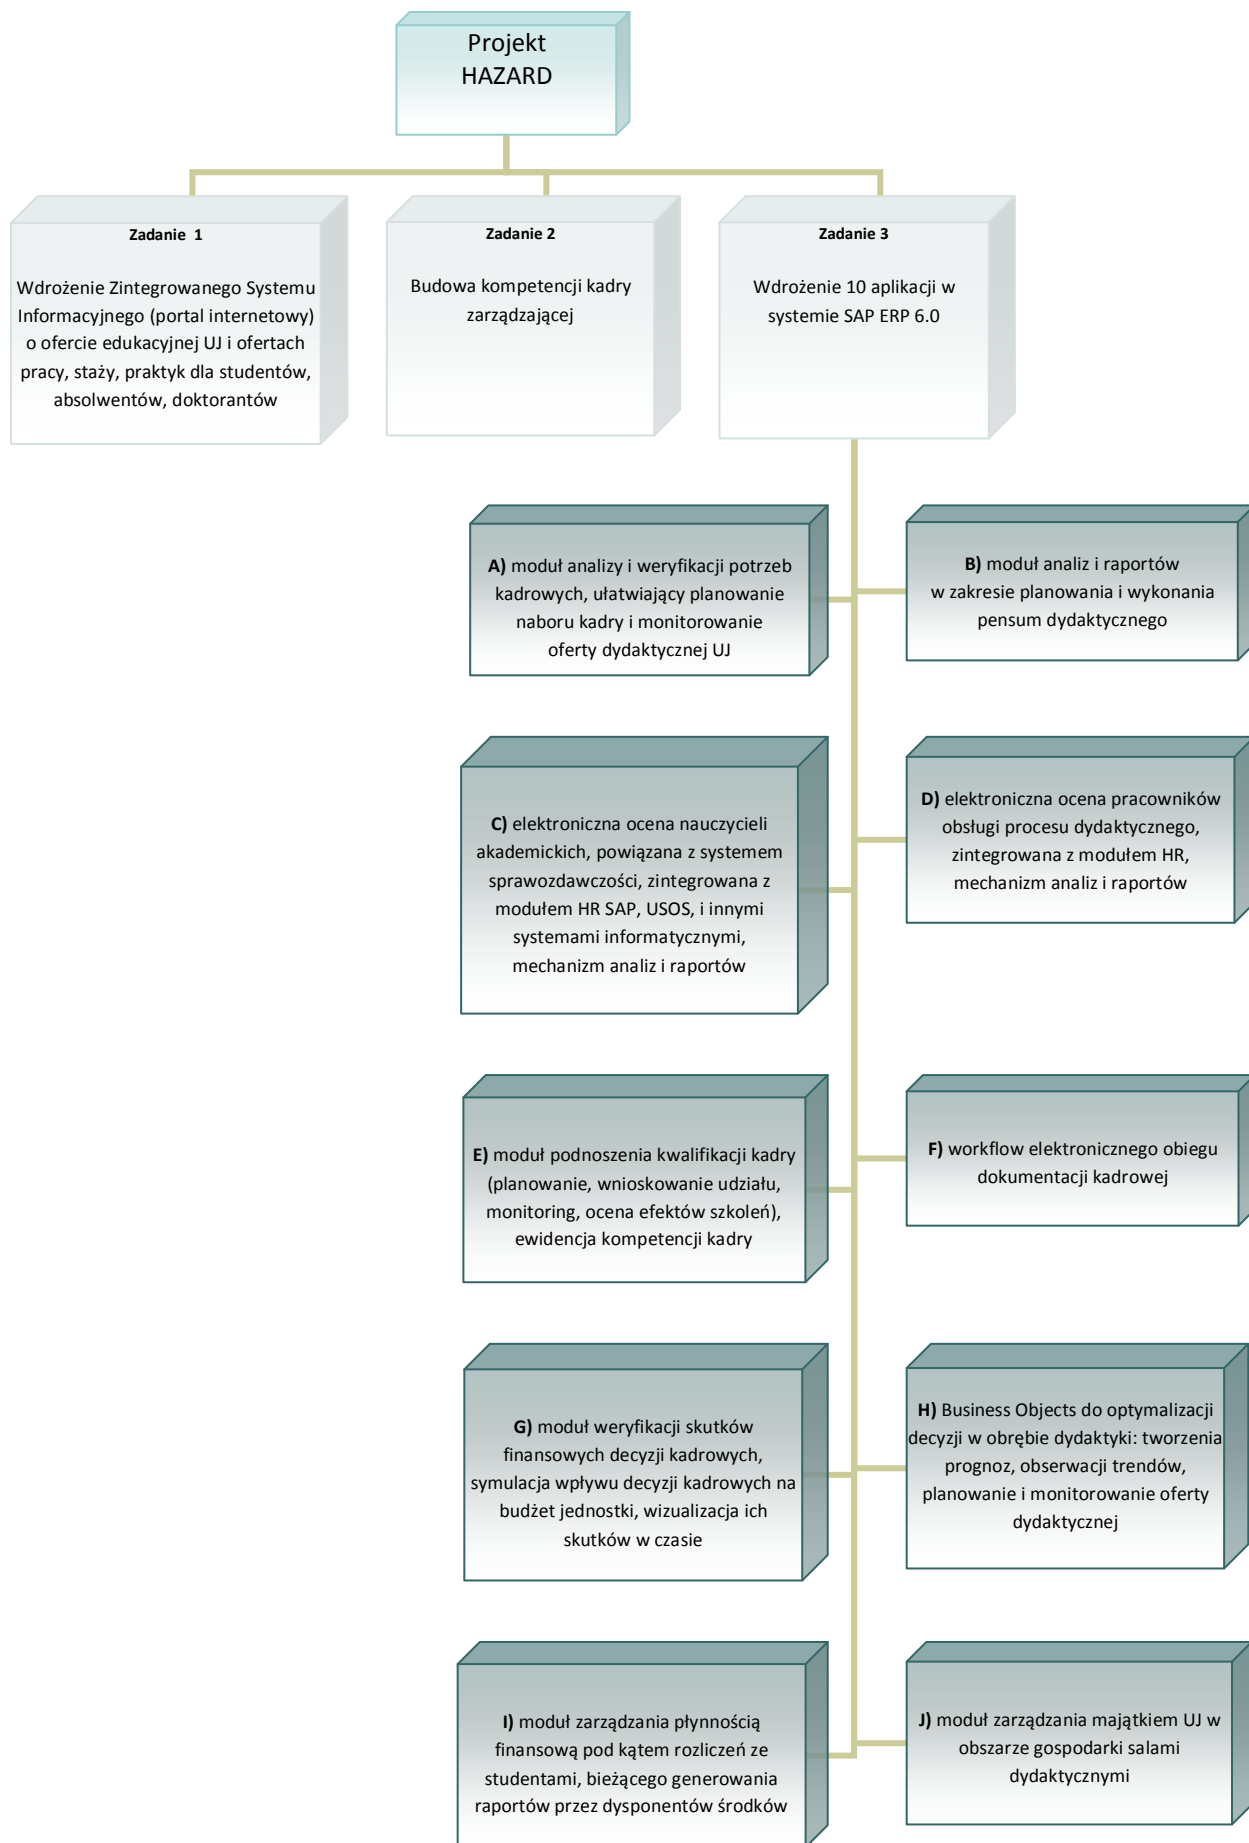 Projekt
HAZARD
Zadanie 1
Wdrożenie Zintegrowanego Systemu
Informacyjnego (portal internetowy)
o ofercie edukacyjnej UJ i ofertach
pracy, staży, praktyk dla studentów,
absolwentów, doktorantów
Zadanie 2
Budowa kompetencji kadry
zarządzającej
Zadanie 3
Wdrożenie 10 aplikacji w
systemie SAP ERP 6.0
A) moduł analizy i weryfikacji potrzeb
kadrowych, ułatwiający planowanie
naboru kadry i monitorowanie
oferty dydaktycznej UJ
B) moduł analiz i raportów
w zakresie planowania i wykonania
pensum dydaktycznego
C) elektroniczna ocena nauczycieli
akademickich, powiązana z systemem
sprawozdawczości, zintegrowana z
modułem HR SAP, USOS, i innymi
systemami informatycznymi,
mechanizm analiz i raportów
D) elektroniczna ocena pracowników
obsługi procesu dydaktycznego,
zintegrowana z modułem HR,
mechanizm analiz i raportów
E) moduł podnoszenia kwalifikacji kadry
(planowanie, wnioskowanie udziału,
monitoring, ocena efektów szkoleń),
ewidencja kompetencji kadry
F) workflow elektronicznego obiegu
dokumentacji kadrowej
G) moduł weryfikacji skutków
finansowych decyzji kadrowych,
symulacja wpływu decyzji kadrowych na
budżet jednostki, wizualizacja ich
skutków w czasie
H) Business Objects do optymalizacji
decyzji w obrębie dydaktyki: tworzenia
prognoz, obserwacji trendów,
planowanie i monitorowanie oferty
dydaktycznej
I) moduł zarządzania płynnością
finansową pod kątem rozliczeń ze
studentami, bieżącego generowania
raportów przez dysponentów środków
J) moduł zarządzania majątkiem UJ w
obszarze gospodarki salami
dydaktycznymi